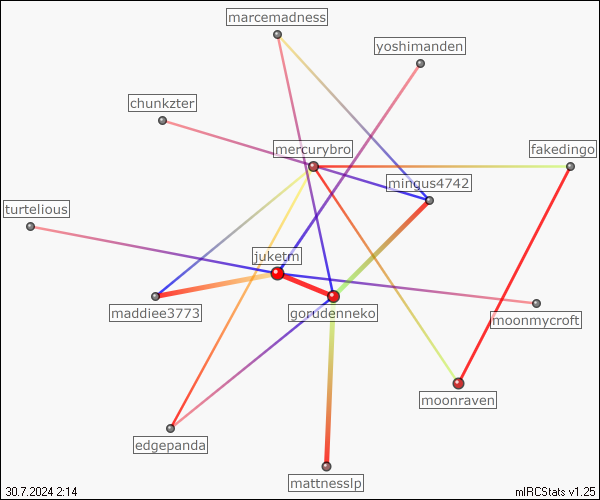 marcemadness
yoshimanden
chunkzter
mercurybro
fakedingo
mingus4742
turtelious
juketm
maddiee3773
gorudenneko
moonmycroft
moonraven
edgepanda
mattnesslp
30.7.2024 2:14
mIRCStats v1.25